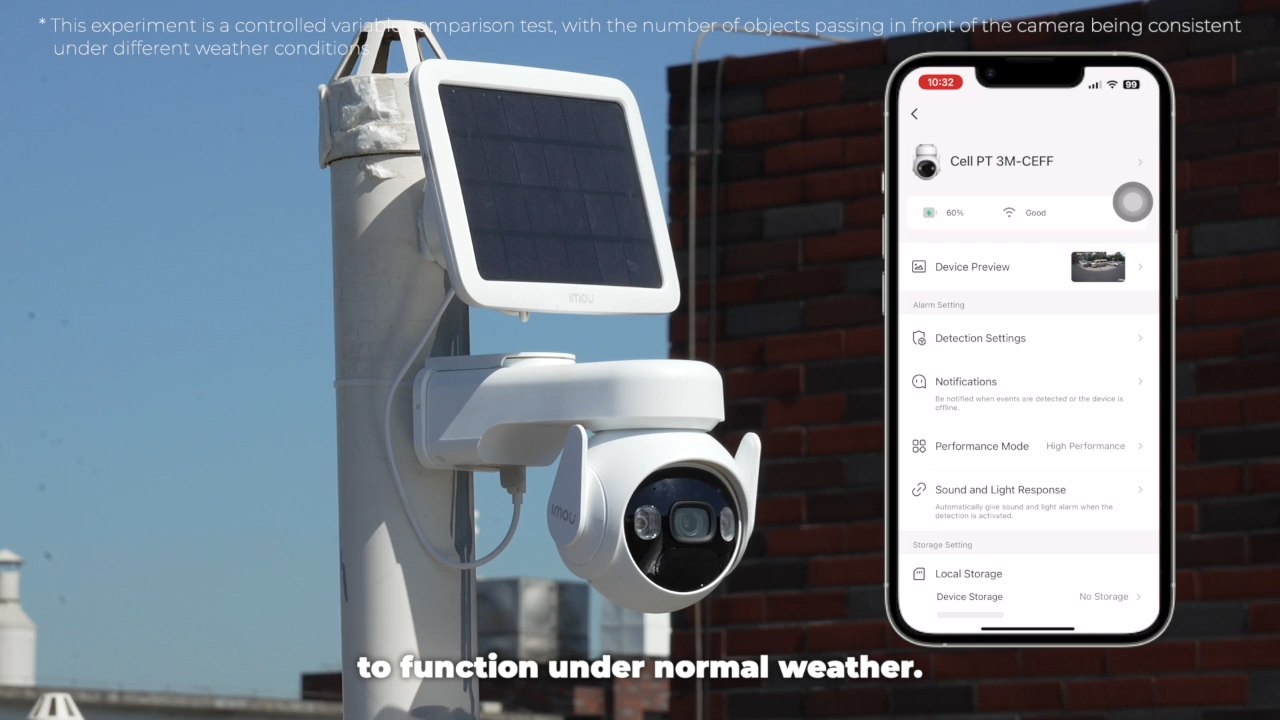 * This experiment is a controlled variable comparison test, with the number of objects passing in front of the camera being consistent
under different weather conditions
imou
imou
10:32
99
Cell PT 3M-CEFF
60%
Good
Device Preview
Alarm Setting
Detection Settings
Notifications
Be notified when events are detected or the device is
offline.
Performance Mode High Performance
Sound and Light Response
Automatically give sound and light alarm when the
detection is activated.
Storage Setting
Local Storage
Device Storage No Storage
to function under normal weather.